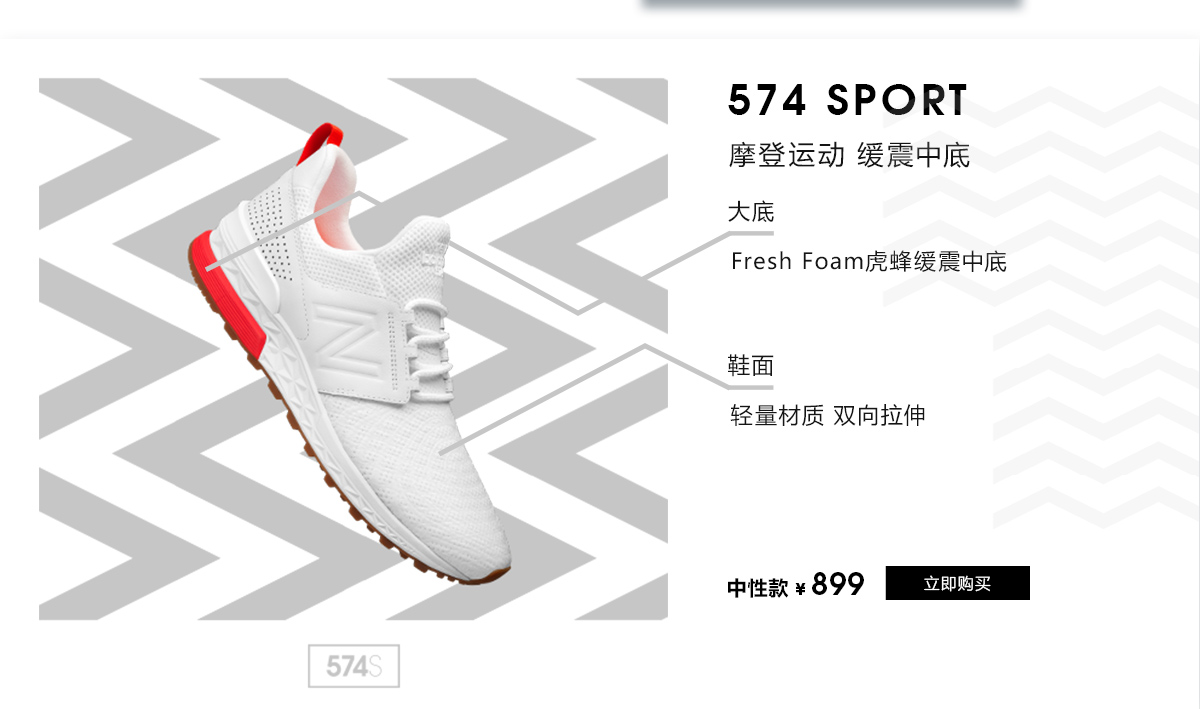 574 SPORT
摩登运动 缓震中底
大底
Fresh Foam虎蜂缓震中底
鞋面
轻量材质 双向拉伸
中性款 ¥ 899
立即购买
N
574S